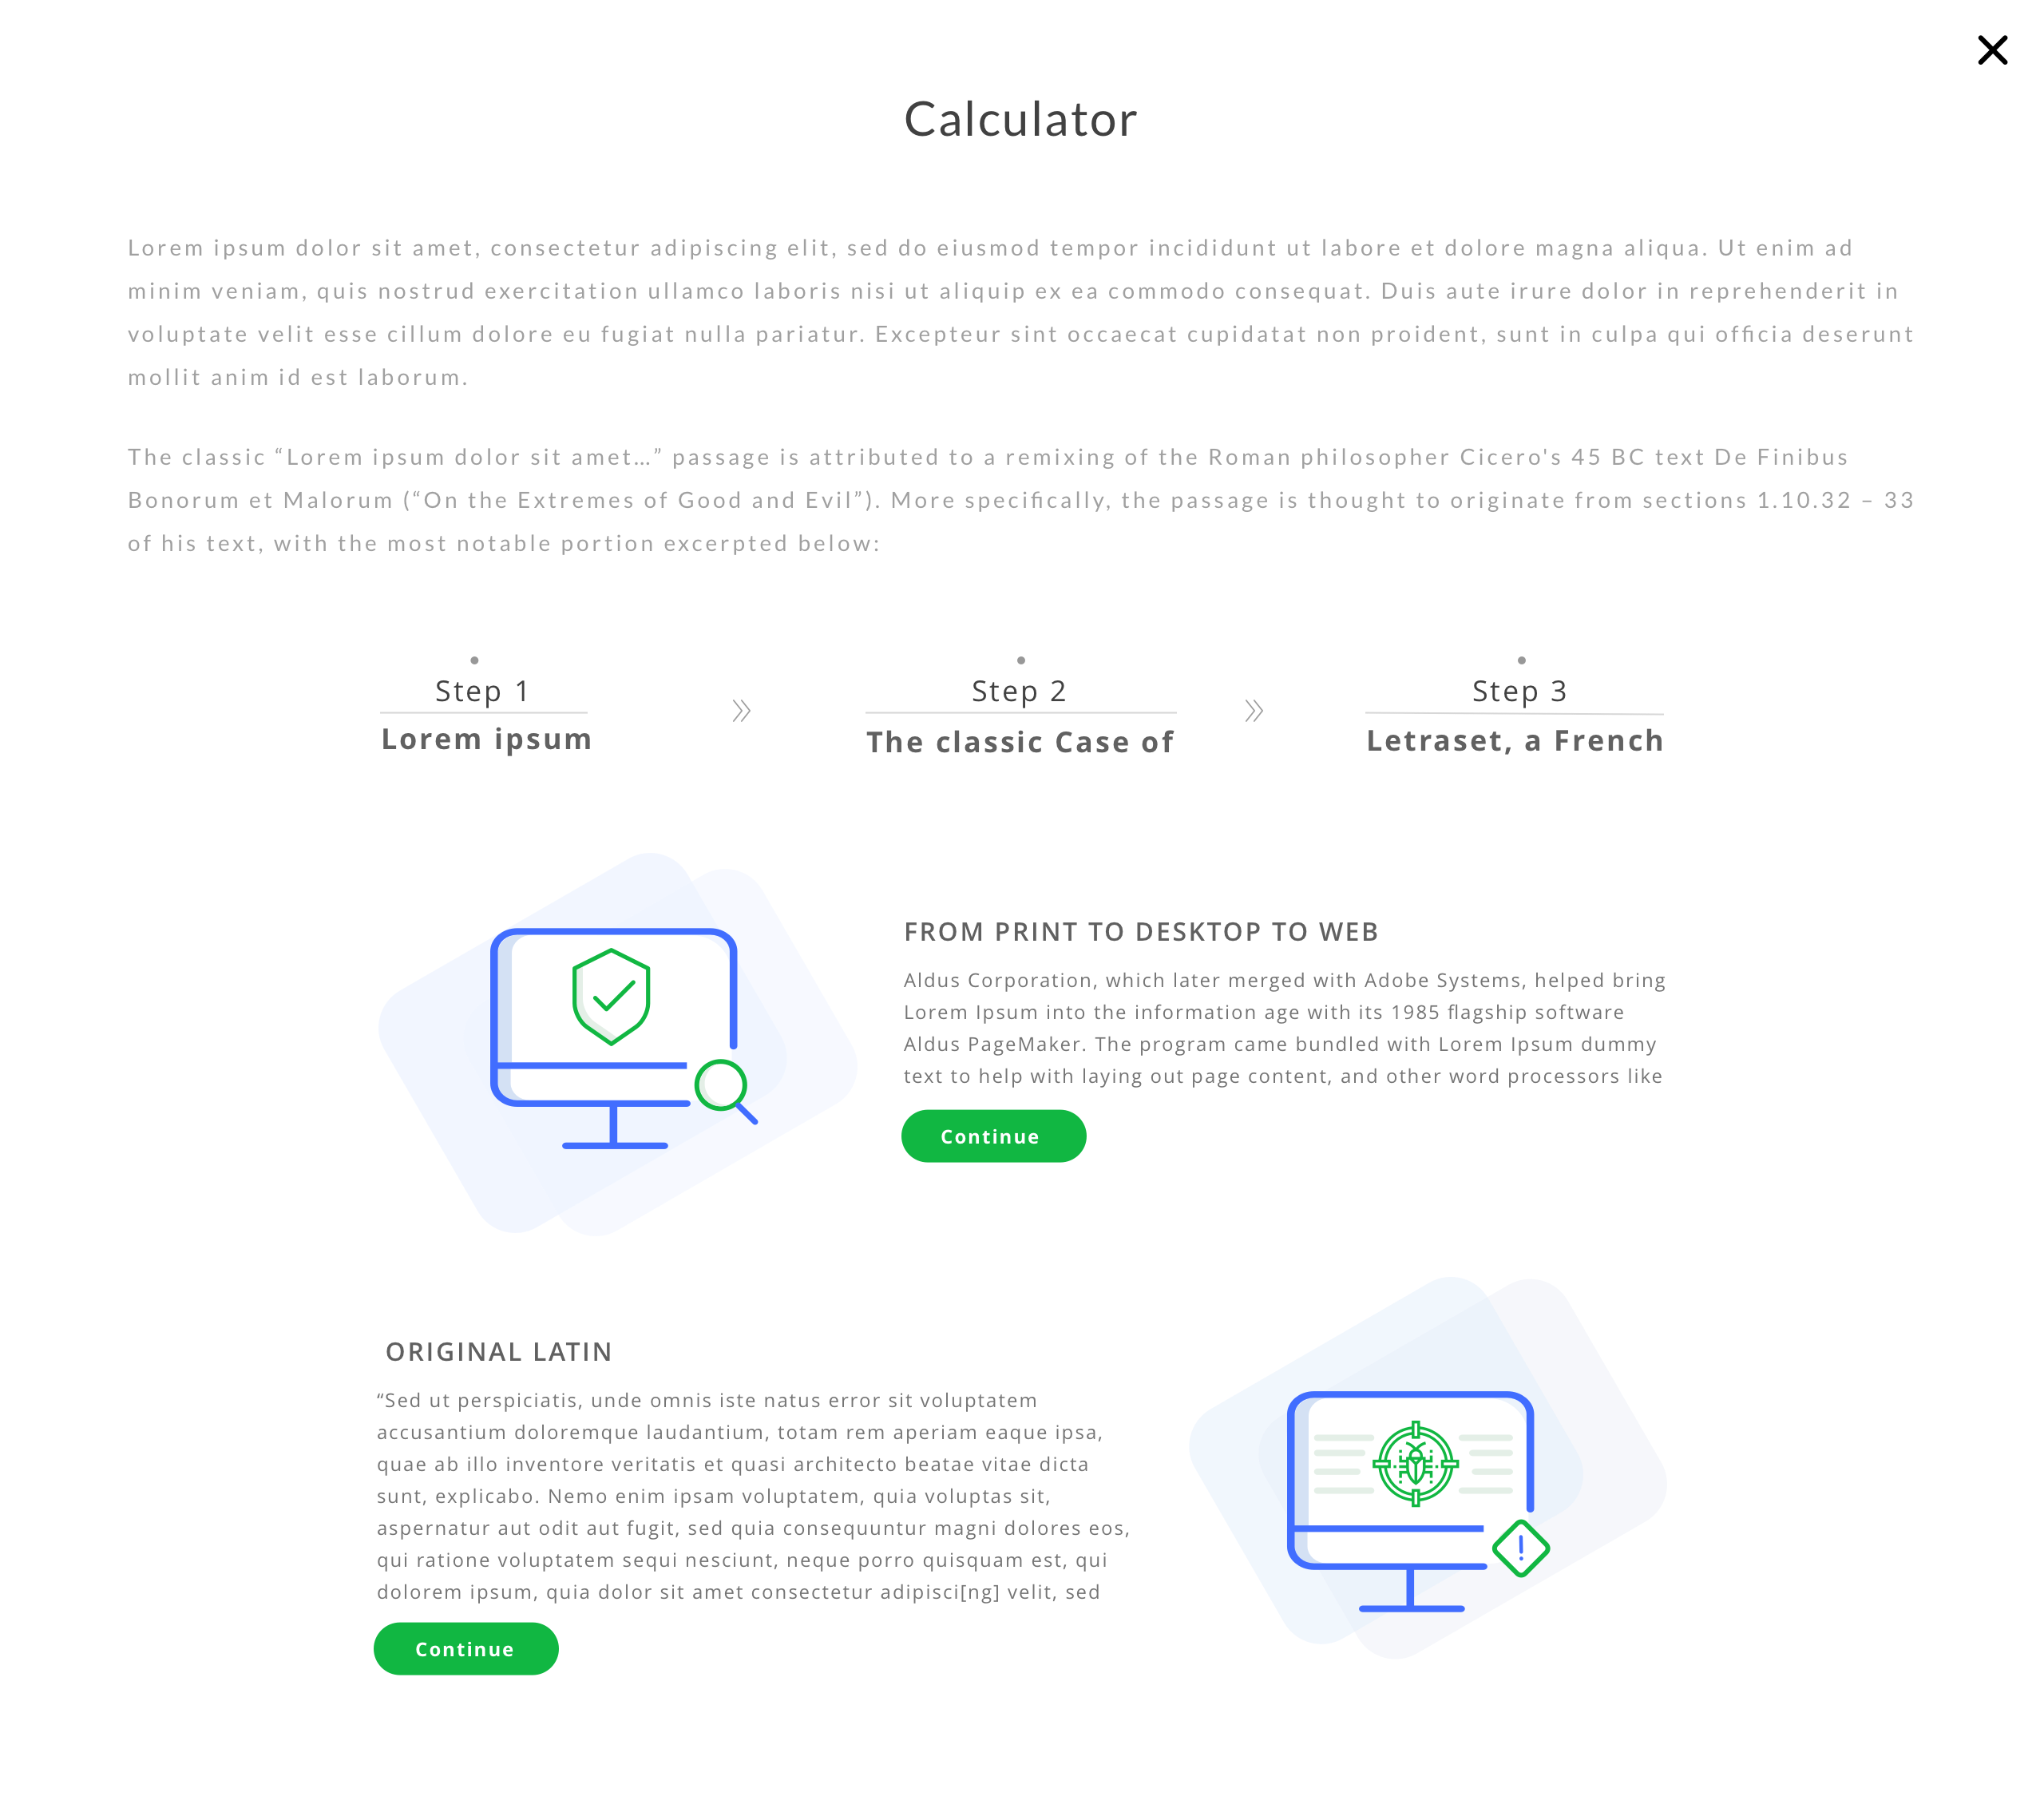 Calculator
Lorem ipsum dolor sit amet, consectetur adipiscing elit, sed do eiusmod tempor incididunt ut labore et dolore magna aliqua. Ut enim ad
minim veniam, quis nostrud exercitation ullamco laboris nisi ut aliquip ex ea commodo consequat. Duis aute irure dolor in reprehenderit in
voluptate velit esse cillum dolore eu fugiat nulla pariatur. Excepteur sint occaecat cupidatat non proident, sunt in culpa qui officia deserunt
mollit anim id est laborum.
The classic “Lorem ipsum dolor sit amet…” passage is attributed to a remixing of the Roman philosopher Cicero's 45 BC text De Finibus
Bonorum et Malorum (“On the Extremes of Good and Evil”). More specifically, the passage is thought to originate from sections 1.10.32 – 33
of his text, with the most notable portion excerpted below:
Step 1
Lorem ipsum
Step 2
The classic Case of
Step 3
Letraset, a French
FROM PRINT TO DESKTOP TO WEB
Aldus Corporation, which later merged with Adobe Systems, helped bring
Lorem Ipsum into the information age with its 1985 flagship software
Aldus PageMaker. The program came bundled with Lorem Ipsum dummy
text to help with laying out page content, and other word processors like
Continue
ORIGINAL LATIN
“Sed ut perspiciatis, unde omnis iste natus error sit voluptatem
accusantium doloremque laudantium, totam rem aperiam eaque ipsa,
quae ab illo inventore veritatis et quasi architecto beatae vitae dicta
sunt, explicabo. Nemo enim ipsam voluptatem, quia voluptas sit,
aspernatur aut odit aut fugit, sed quia consequuntur magni dolores eos,
qui ratione voluptatem sequi nesciunt, neque porro quisquam est, qui
dolorem ipsum, quia dolor sit amet consectetur adipisci[ng] velit, sed
Continue